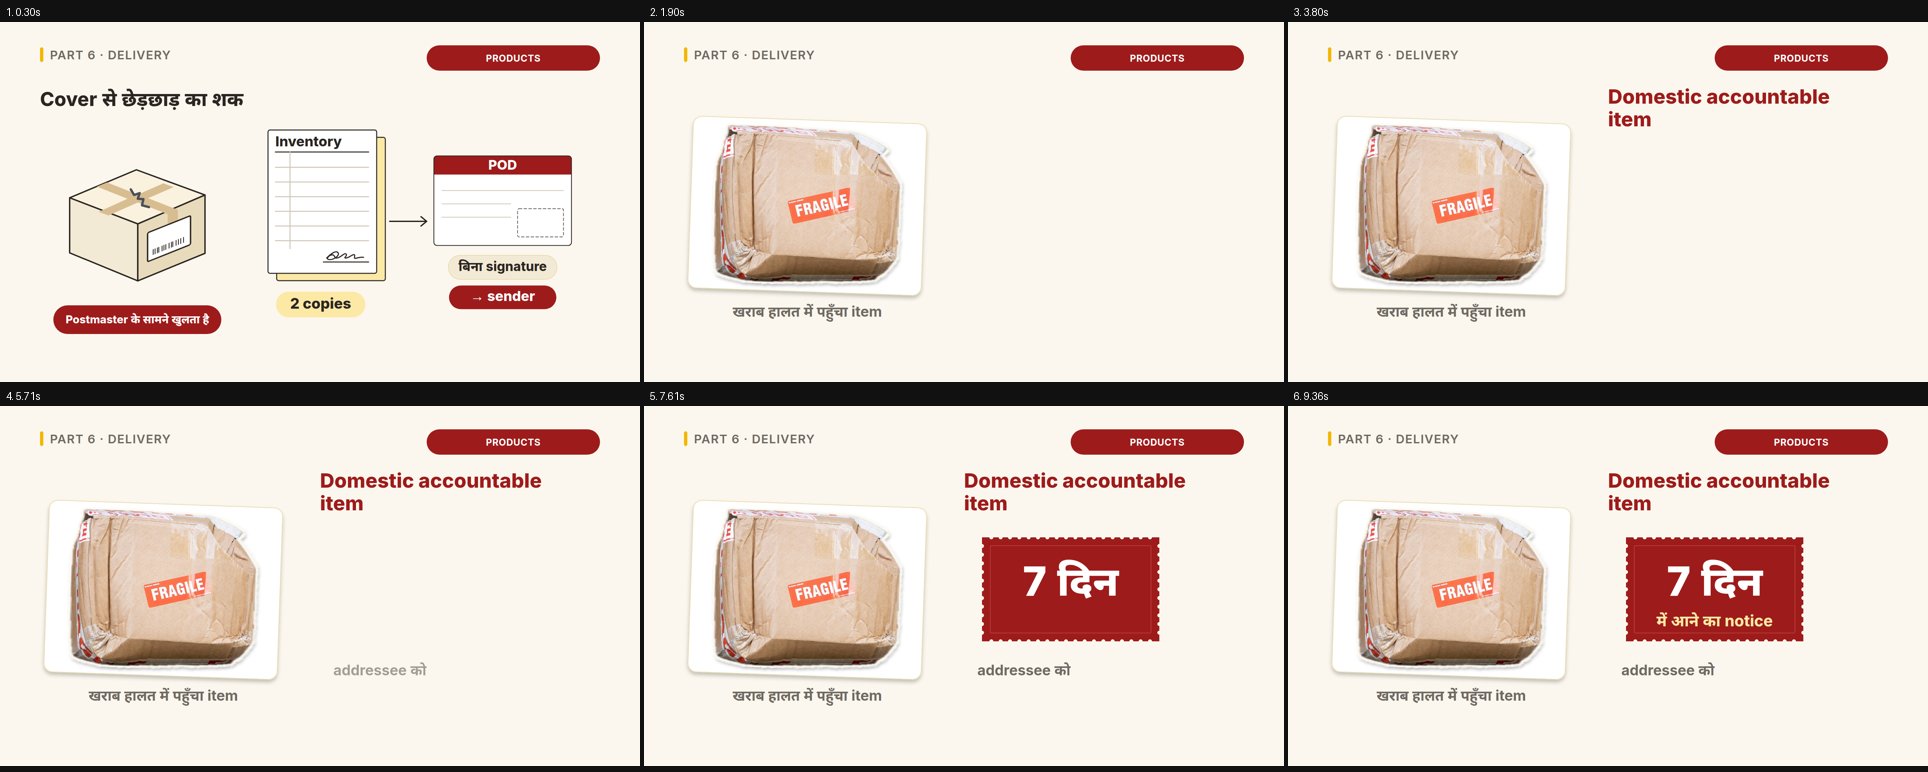 1. 0.30s
PART 6 · DELIVERY
PRODUCTS
Cover से छेड़छाड़ का शक
Inventory
POD
बिना signature
→ sender
2 copies
Postmaster के सामने खुलता है
2. 1.90s
PART 6 · DELIVERY
PRODUCTS
FRAGILE
खराब हालत में पहुँचा item
3. 3.80s
PART 6 · DELIVERY
PRODUCTS
Domestic accountable
item
FRAGILE
खराब हालत में पहुँचा item
4. 5.71s
PART 6 · DELIVERY
PRODUCTS
Domestic accountable
item
FRAGILE
addressee को
खराब हालत में पहुँचा item
5. 7.61s
PART 6 · DELIVERY
PRODUCTS
Domestic accountable
item
7 दिन
FRAGILE
addressee को
खराब हालत में पहुँचा item
6. 9.36s
PART 6 · DELIVERY
PRODUCTS
Domestic accountable
item
7 दिन
में आने का notice
FRAGILE
addressee को
खराब हालत में पहुँचा item